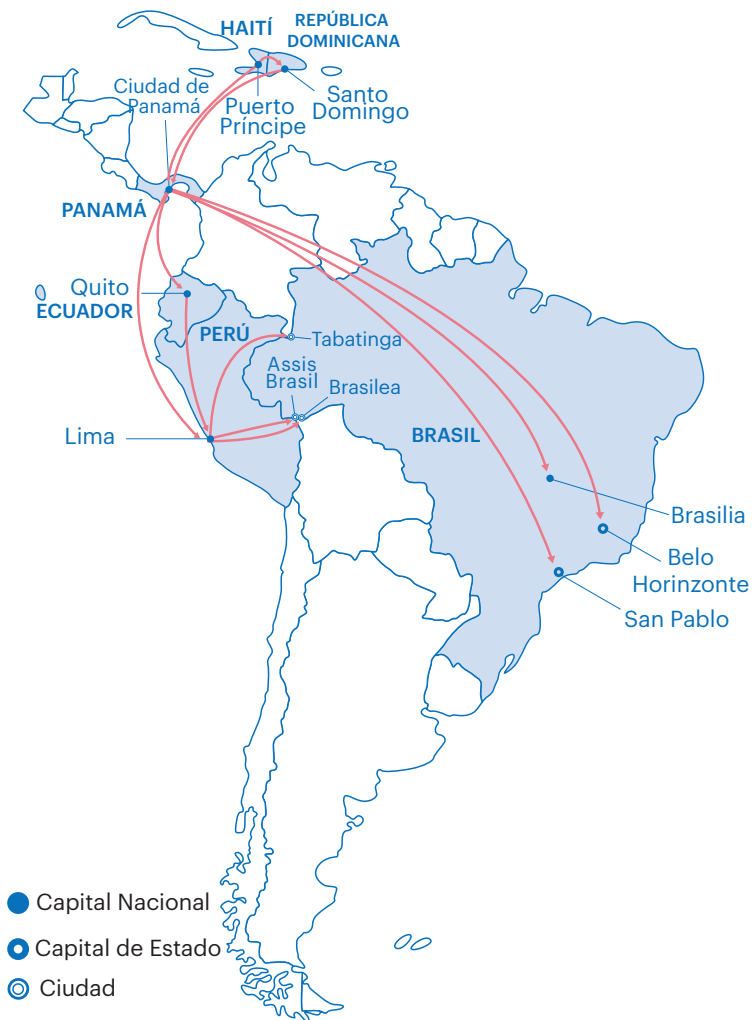 HAITÍ
REPÚBLICA
DOMINICANA
Ciudad de
Panamá
Puerto
Príncipe
Santo
Domingo
PANAMÁ
Quito
ECUADOR
PERÚ
Tabatinga
Assis
Brasil
Brasilea
Lima
BRASIL
Brasilia
Belo
Horinzonte
San Pablo
Capital Nacional
Capital de Estado
Ciudad